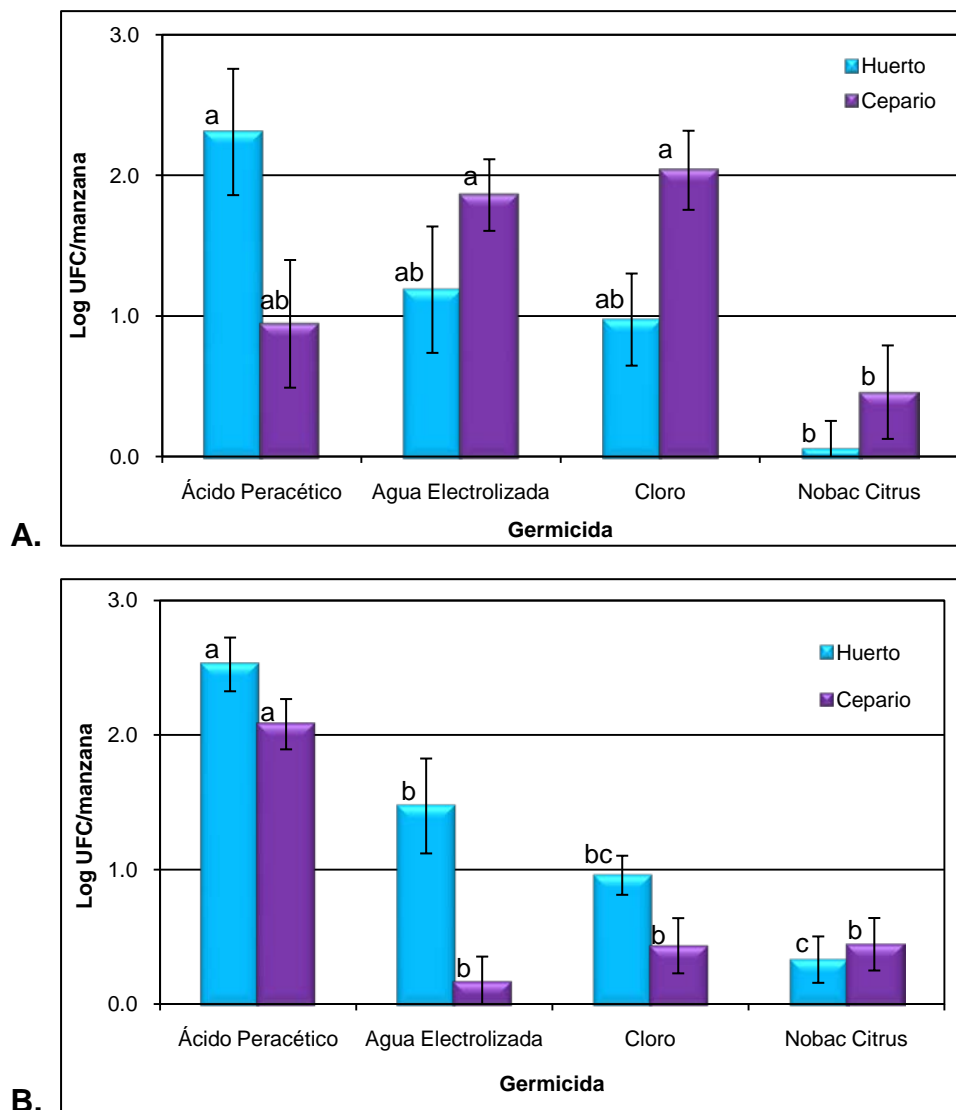 3.0
Huerto
Cepario
a
a
a
2.0
Log UFC/manzana
ab
ab
ab
1.0
b
b
0.0
Ácido Peracético Agua Electrolizada Cloro Nobac Citrus
Germicida
A.
3.0
Huerto
Cepario
a
a
2.0
Log UFC/manzana
b
bc
1.0
b
b
c
b
0.0
Ácido Peracético Agua Electrolizada Cloro Nobac Citrus
Germicida
B.